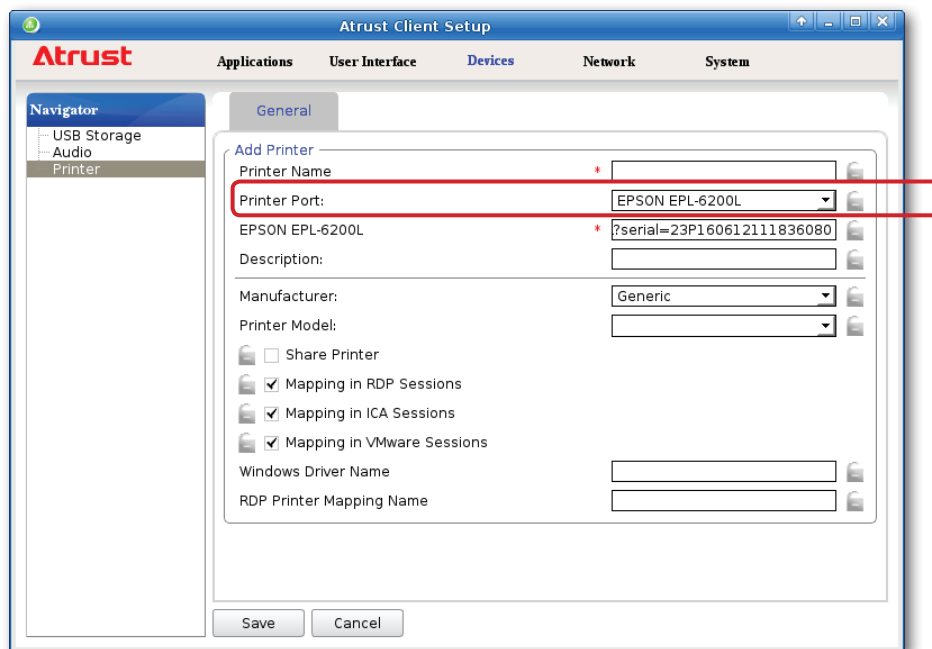 Atrust Client Setup
Atrust Applications User Interface Devices Network System
Navigator
USB Storage
Audio
Printer
General
Add Printer
Printer Name *
Printer Port: EPSON EPL-6200L
EPSON EPL-6200L * ?serial=23P160612111836080
Description:
Manufacturer: Generic
Printer Model:
Share Printer
Mapping in RDP Sessions
Mapping in ICA Sessions
Mapping in VMware Sessions
Windows Driver Name
RDP Printer Mapping Name
Save Cancel